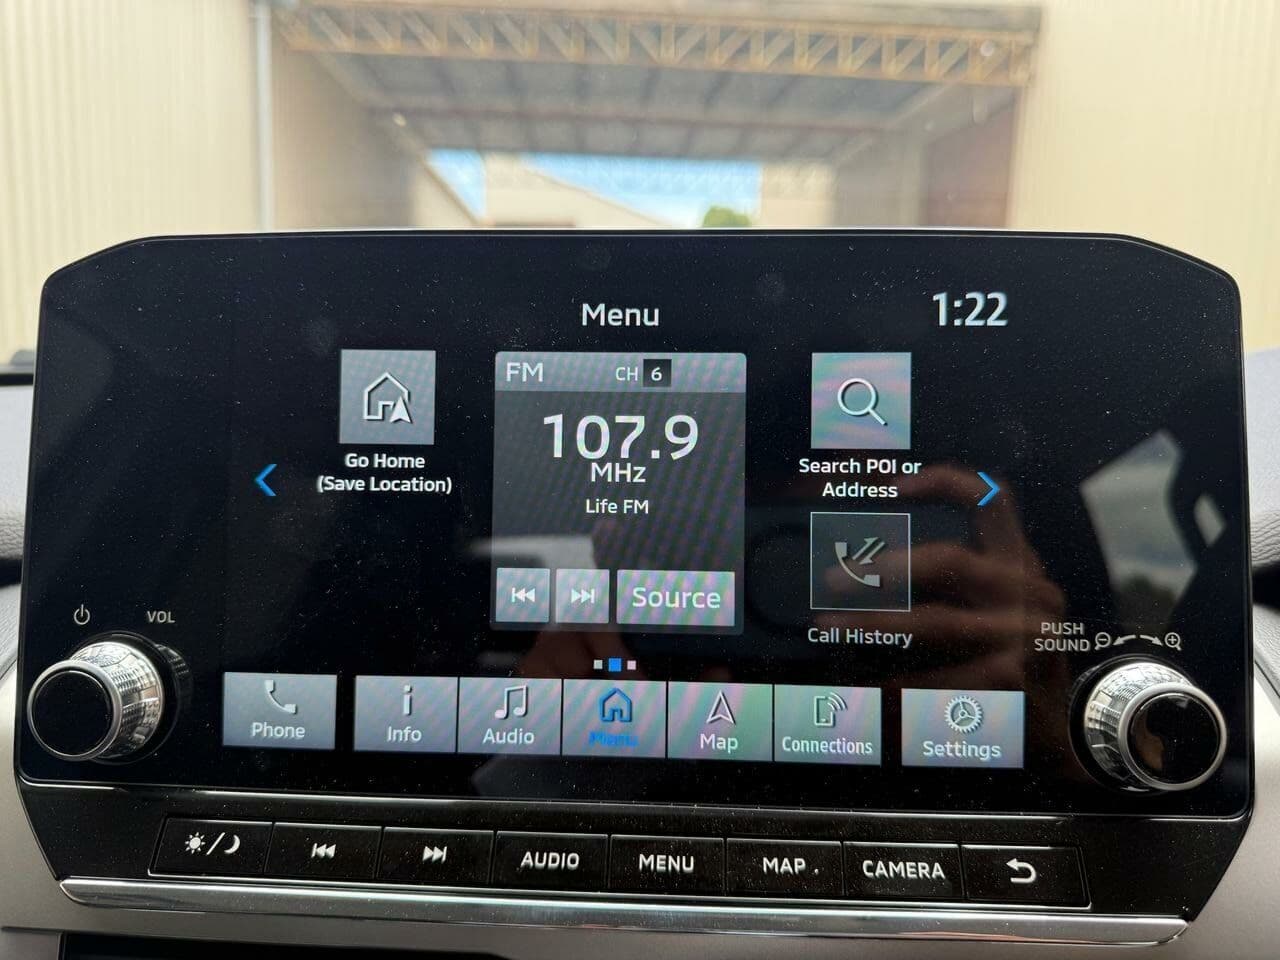 Menu
1:22
FM CH 6
107.9
MHz
Life FM
Source
Go Home
(Save Location)
Search POI or
Address
Call History
VOL
PUSH
SOUND
Phone
Info
Audio
Menu
Map
Connections
Settings
AUDIO
MENU
MAP
CAMERA